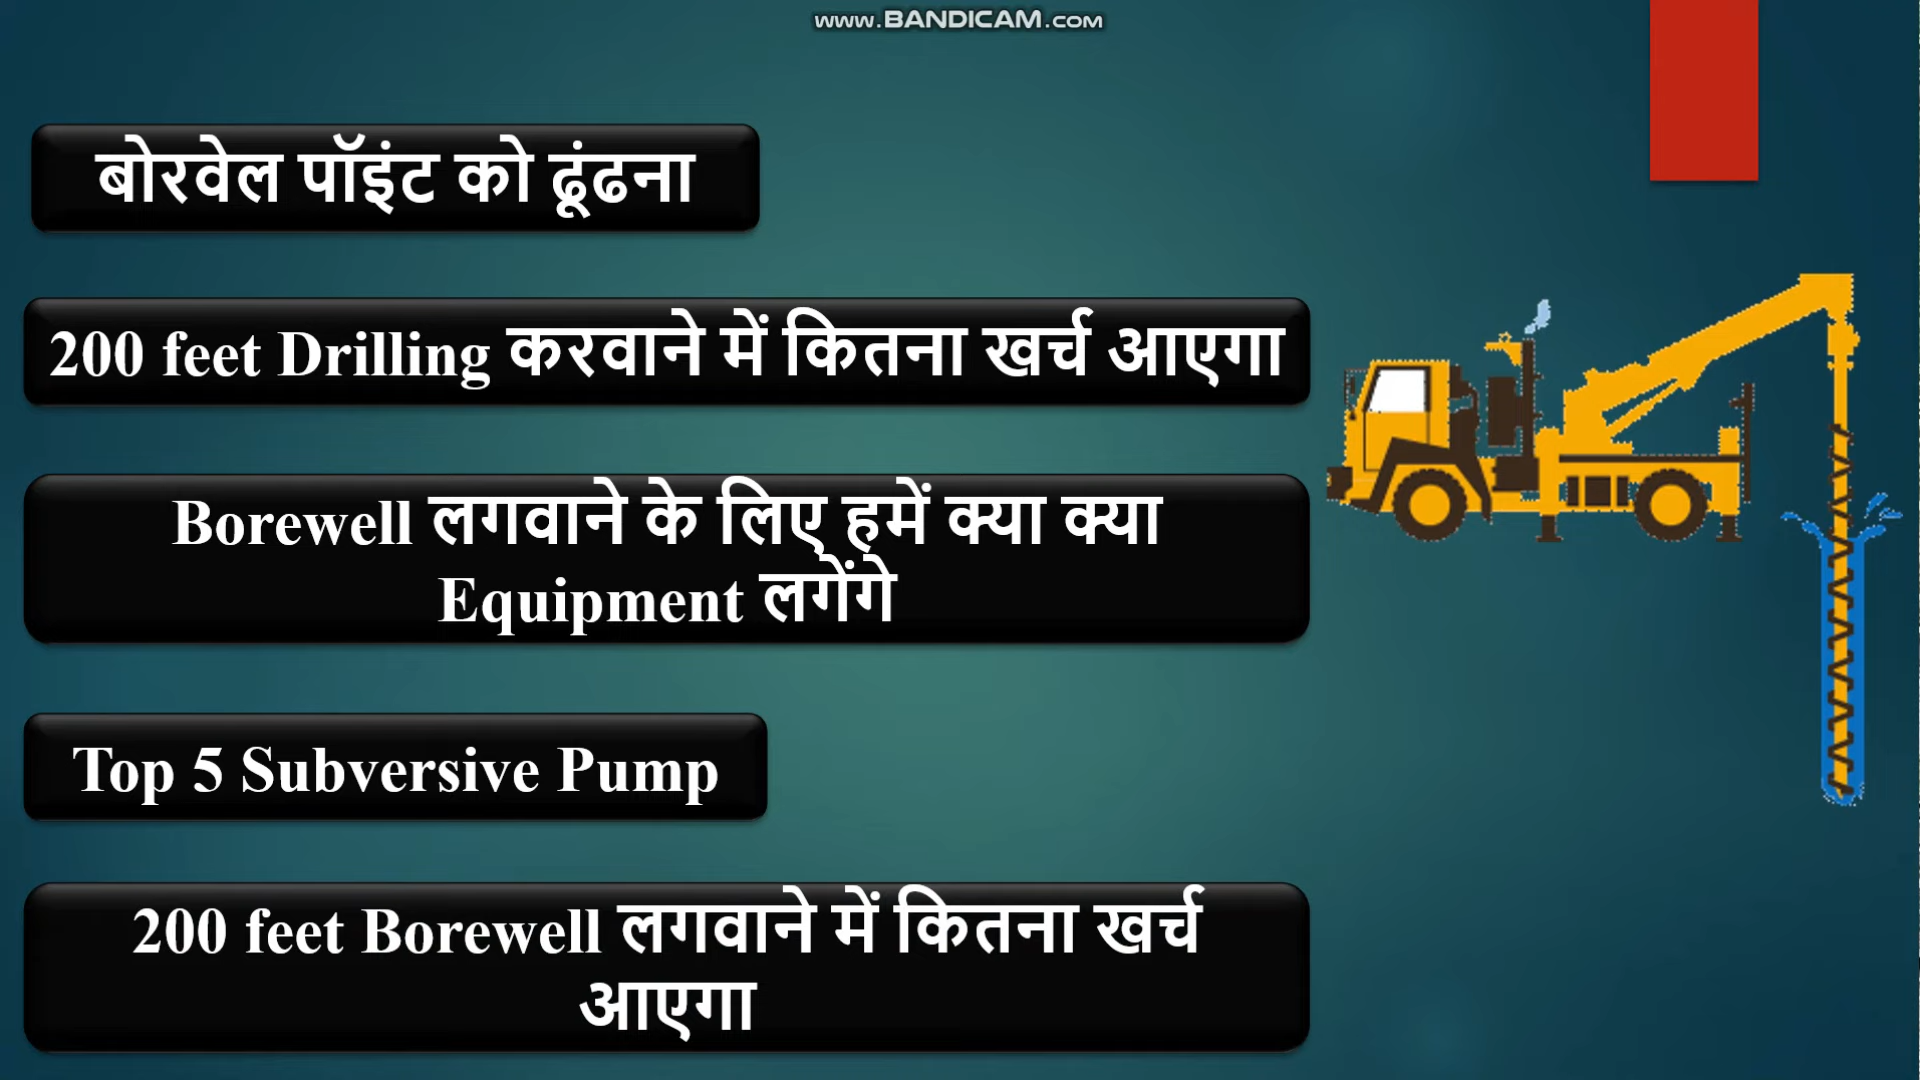 www.BANDICAM.com
बोरवेल पॉइंट को ढूंढना
200 feet Drilling करवाने में कितना खर्च आएगा
Borewell लगवाने के लिए हमें क्या क्या
Equipment लगेंगे
Top 5 Subversive Pump
200 feet Borewell लगवाने में कितना खर्च
आएगा